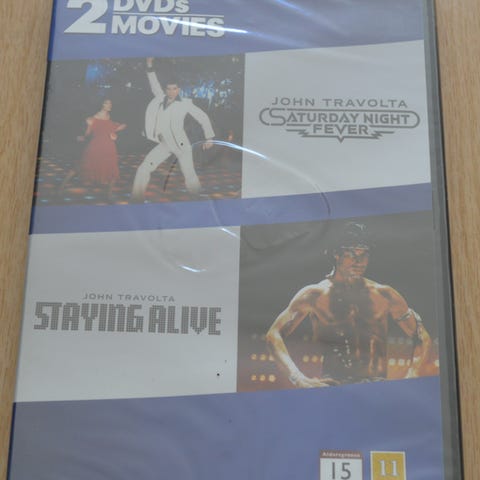 2 DVDs
MOVIES
JOHN TRAVOLTA
SATURDAY NIGHT
FEVER
JOHN TRAVOLTA
STAYING ALIVE
Aldersgrense
15
11